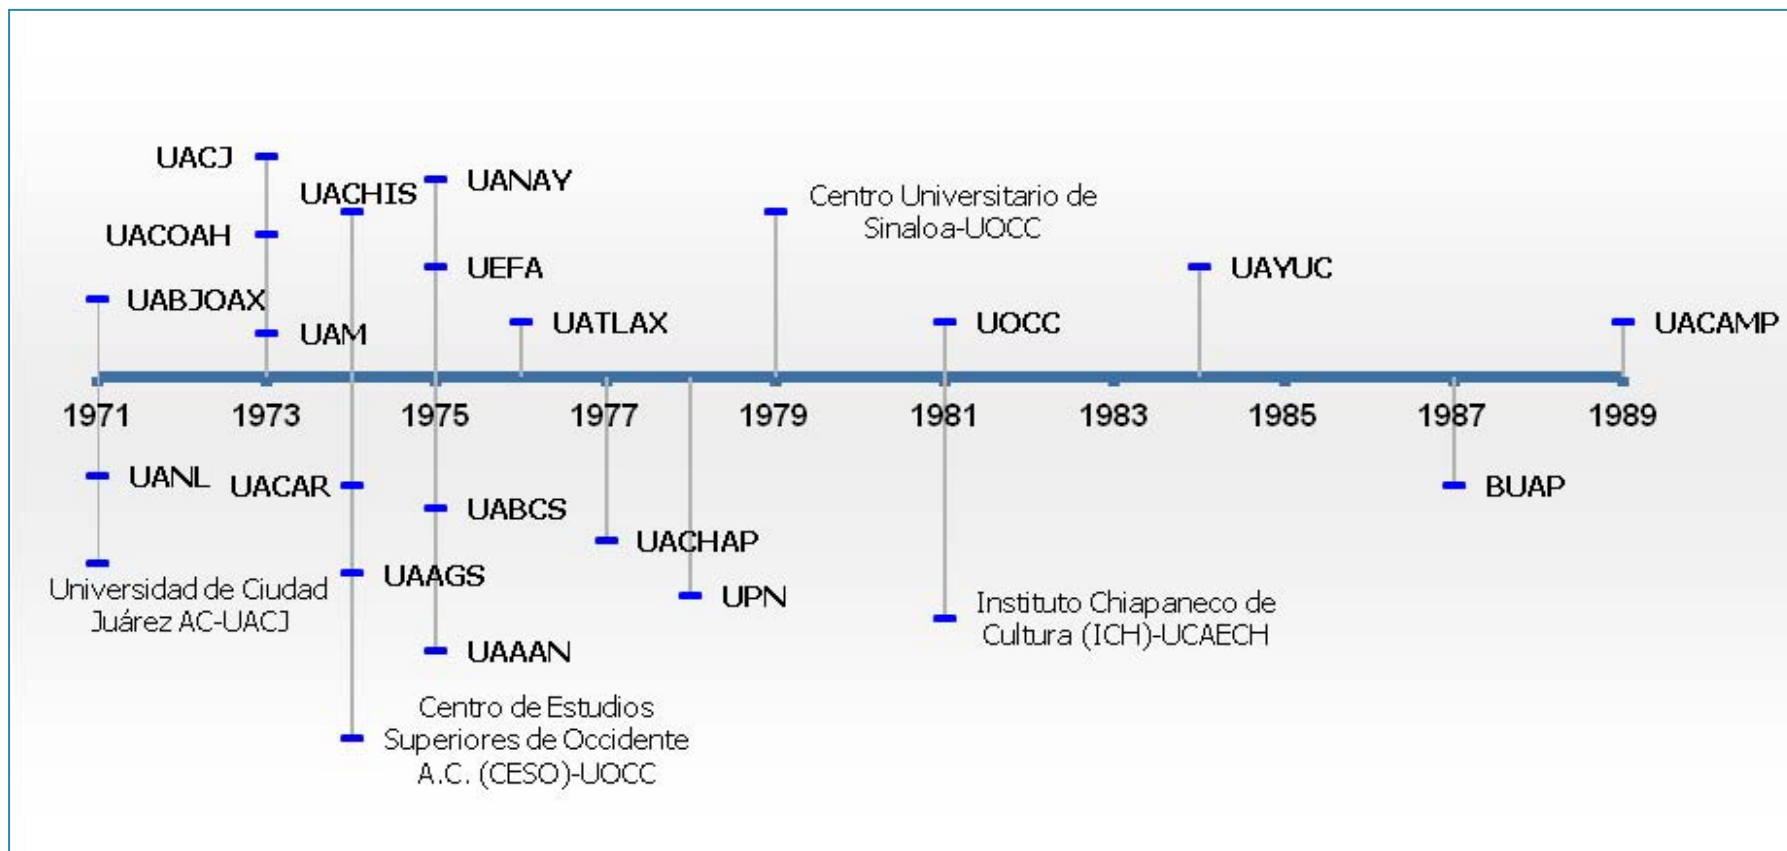 UACJ
UACHIS
UANAY
Centro Universitario de
Sinaloa-UOCC
UACOAH
UEFA
UAYUC
UABJOAX
UAM
UATLAX
UOCC
UACAMP
1971 1973 1975 1977 1979 1981 1983 1985 1987 1989
UANL
UACAR
UABCS
BUAP
UACHAP
Universidad de Ciudad
Juárez AC-UACJ
UAAGS
UPN
Instituto Chiapaneco de
Cultura (ICH)-UCAECH
UAAAN
Centro de Estudios
Superiores de Occidente
A.C. (CESO)-UOCC